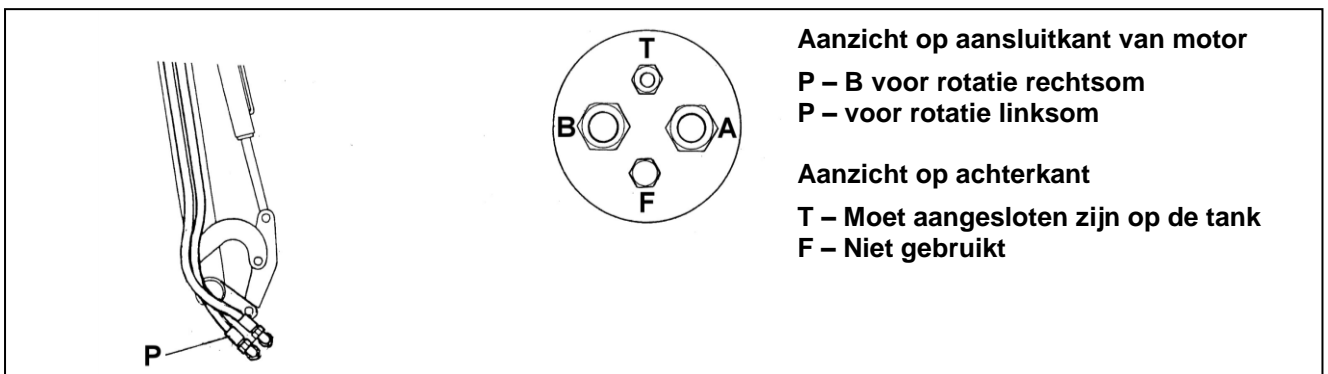 P
T
B
A
F
Aanzicht op aansluitkant van motor
P – B voor rotatie rechtsom
P – voor rotatie linksom
Aanzicht op achterkant
T – Moet aangesloten zijn op de tank
F – Niet gebruikt